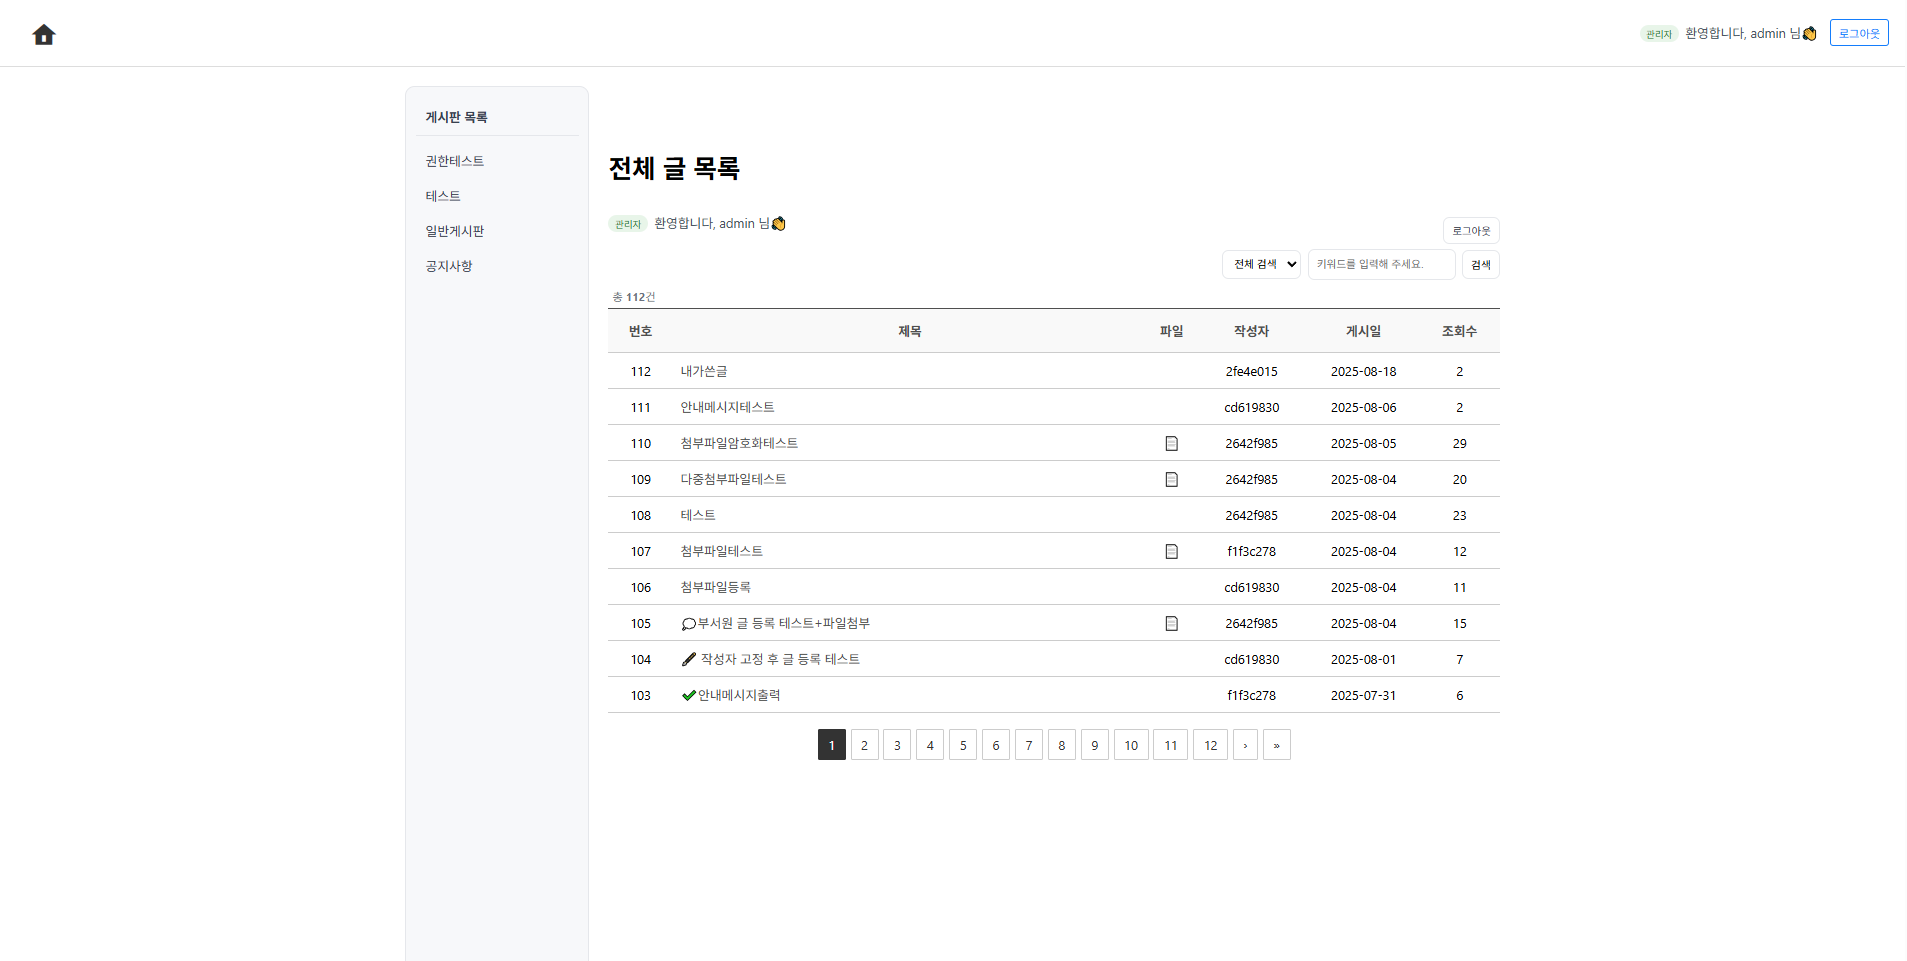 관리자 환영합니다, admin 님👏 로그아웃
게시판 목록
권한테스트
테스트
일반게시판
공지사항
전체 글 목록
관리자 환영합니다, admin 님👏
로그아웃
전체 검색 키워드를 입력해 주세요. 검색
총 112건
번호 제목 파일 작성자 게시일 조회수
112 내가쓴글 2fe4e015 2025-08-18 2
111 안내메시지테스트 cd619830 2025-08-06 2
110 첨부파일암호화테스트 2642f985 2025-08-05 29
109 다중첨부파일테스트 2642f985 2025-08-04 20
108 테스트 2642f985 2025-08-04 23
107 첨부파일테스트 f1f3c278 2025-08-04 12
106 첨부파일등록 cd619830 2025-08-04 11
105 💭부서원 글 등록 테스트+파일첨부 2642f985 2025-08-04 15
104 🖊 작성자 고정 후 글 등록 테스트 cd619830 2025-08-01 7
103 ✔안내메시지출력 f1f3c278 2025-07-31 6
1 2 3 4 5 6 7 8 9 10 11 12 › »